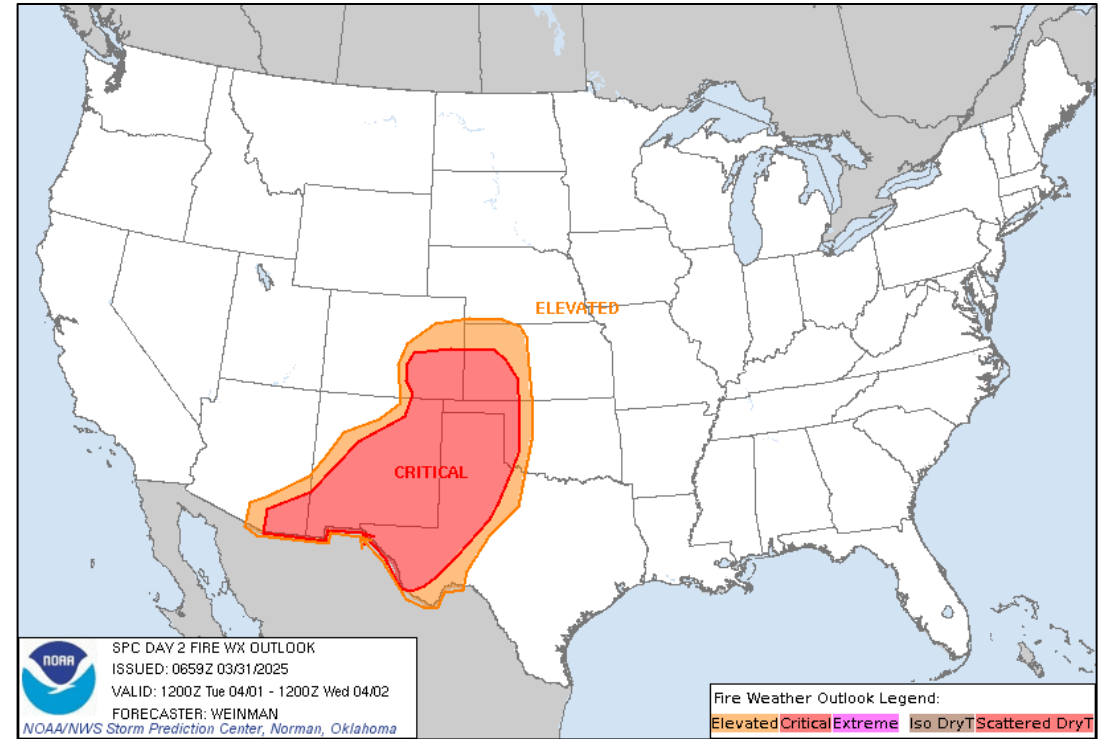 ELEVATED
CRITICAL
NOAA
SPC DAY 2 FIRE WX OUTLOOK
ISSUED: 0659Z 03/31/2025
VALID: 1200Z Tue 04/01 - 1200Z Wed 04/02
FORECASTER: WEINMAN
NOAA/NWS Storm Prediction Center, Norman, Oklahoma
Fire Weather Outlook Legend:
Elevated Critical Extreme Iso DryT Scattered DryT